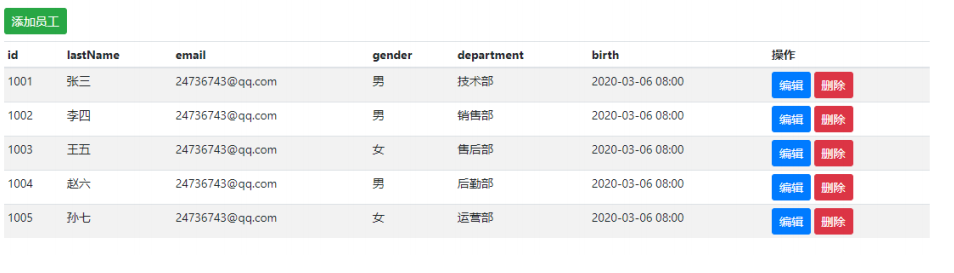 添加员工
id lastName email gender department birth 操作
1001 张三 24736743@qq.com 男 技术部 2020-03-06 08:00 编辑 删除
1002 李四 24736743@qq.com 男 销售部 2020-03-06 08:00 编辑 删除
1003 王五 24736743@qq.com 女 售后部 2020-03-06 08:00 编辑 删除
1004 赵六 24736743@qq.com 男 后勤部 2020-03-06 08:00 编辑 删除
1005 孙七 24736743@qq.com 女 运营部 2020-03-06 08:00 编辑 删除